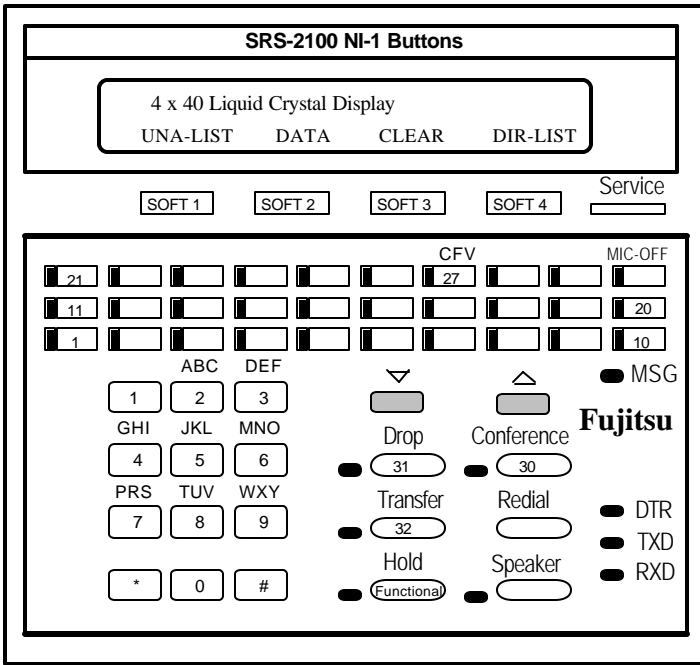 SRS-2100 NI-1 Buttons
4 x 40 Liquid Crystal Display
UNA-LIST DATA CLEAR DIR-LIST
SOFT 1 SOFT 2 SOFT 3 SOFT 4 Service
CFV MIC-OFF
21 27
11 20
1 10
MSG
ABC DEF
1 2 3
Fujitsu
GHI JKL MNO Drop Conference
4 5 6 31 30
PRS TUV WXY Transfer Redial
7 8 9 32
DTR
TXD
Hold Speaker
RXD
* 0 # Functional